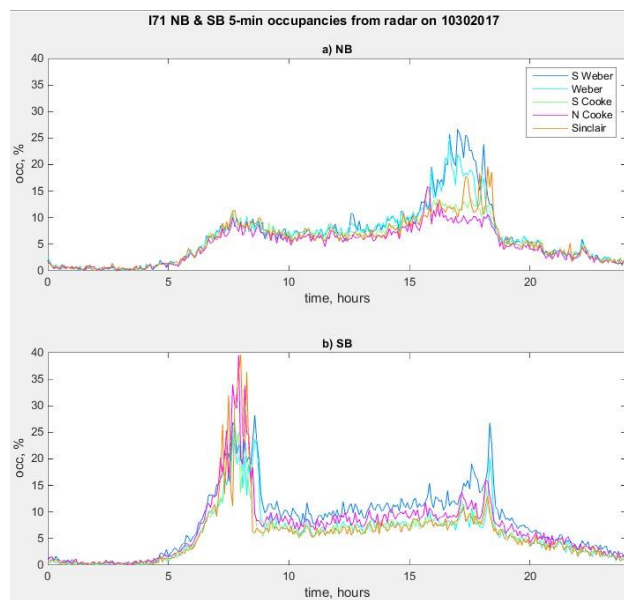 I71 NB & SB 5-min occupancies from radar on 10302017
a) NB
40
35
30
25
20
15
10
5
0
occ, %
0 5 10 15 20
time, hours
S Weber
Weber
S Cooke
N Cooke
Sinclair
b) SB
40
35
30
25
20
15
10
5
0
occ, %
0 5 10 15 20
time, hours